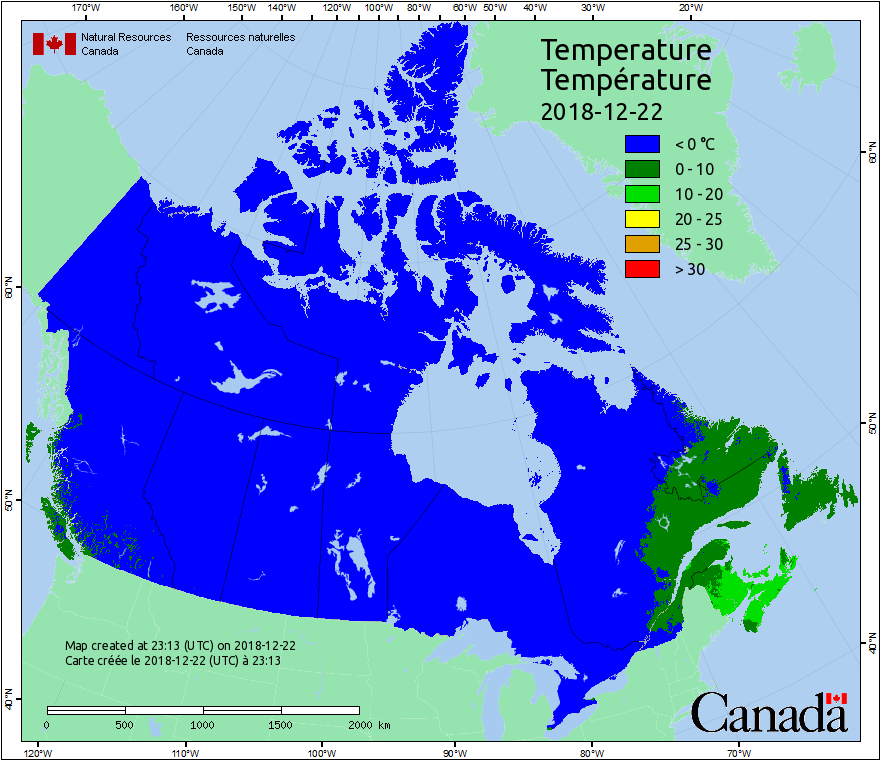 170°W 160°W 150°W 140°W 130°W 120°W 110°W 100°W 90°W 80°W 60°W 50°W 40°W 30°W 20°W
Natural Resources Ressources naturelles
Canada Canada
Temperature
Température
2018-12-22
< 0 °C
0 - 10
10 - 20
20 - 25
25 - 30
> 30
60°N
60°N
50°N
50°N
40°N
40°N
Map created at 23:13 (UTC) on 2018-12-22
Carte créée le 2018-12-22 (UTC) à 23:13
0 500 1000 1500 2000 km
Canada
120°W 110°W 100°W 90°W 80°W 70°W